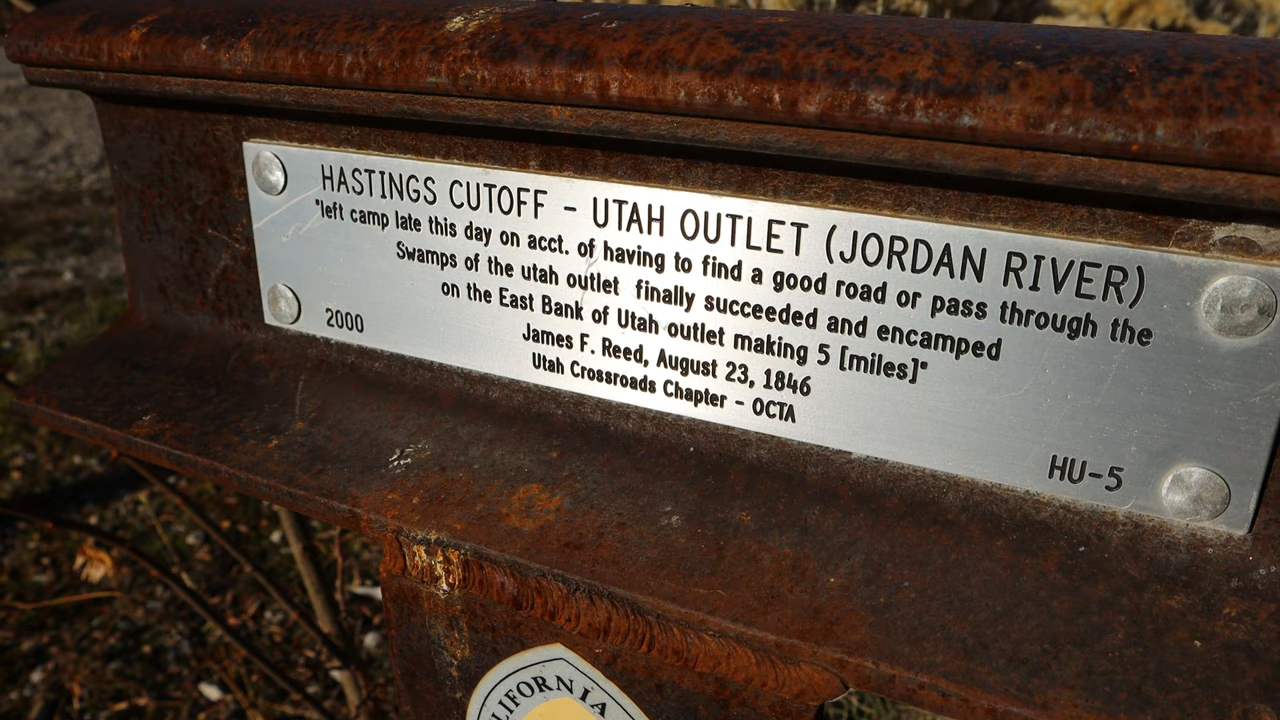 HASTINGS CUTOFF - UTAH OUTLET (JORDAN RIVER)
"left camp late this day on acct. of having to find a good road or pass through the
Swamps of the utah outlet finally succeeded and encamped
on the East Bank of Utah outlet making 5 [miles]"
James F. Reed, August 23, 1846
Utah Crossroads Chapter - OCTA
2000
HU-5